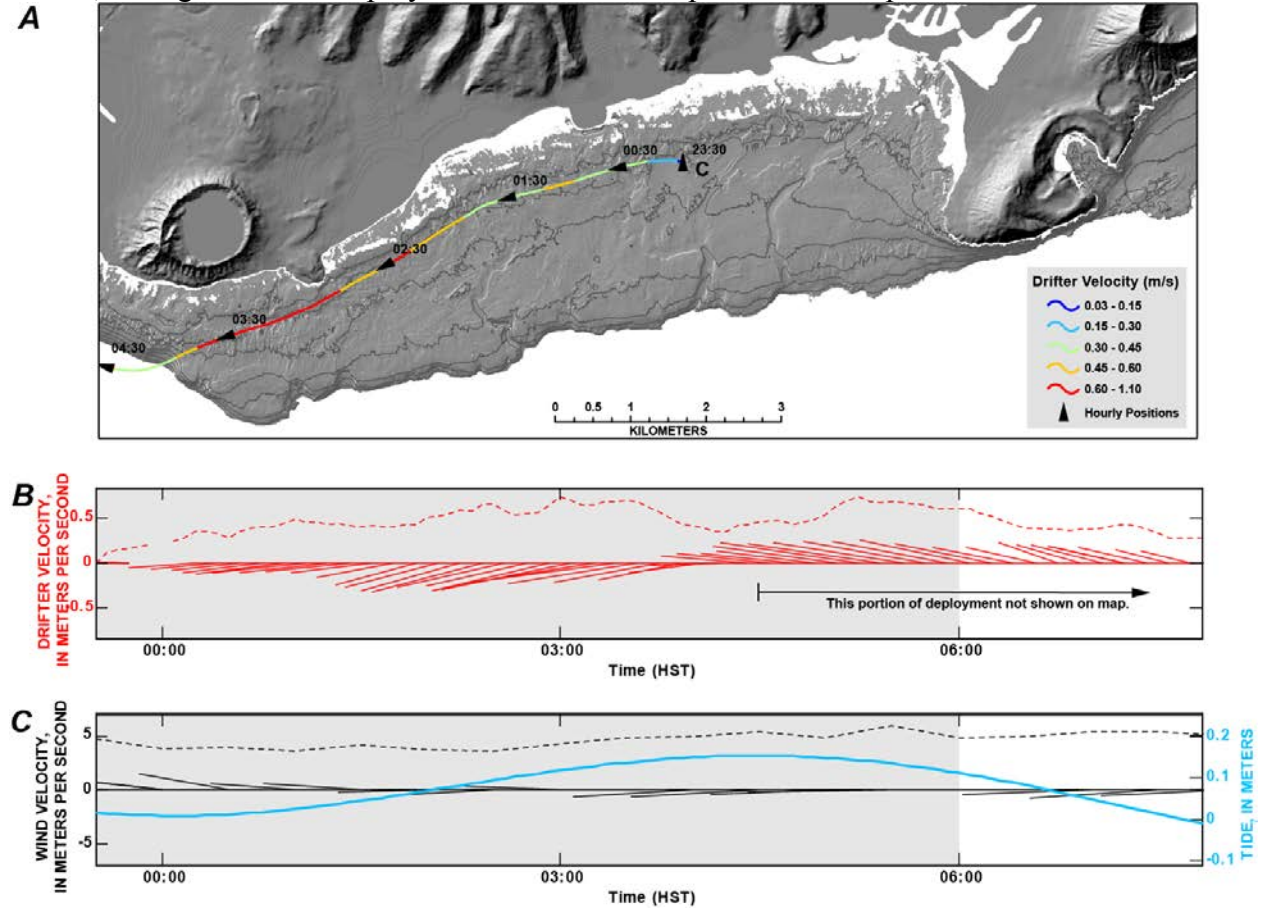 A
23:30
00:30
C
01:30
02:30
03:30
04:30
Drifter Velocity (m/s)
0.03 - 0.15
0.15 - 0.30
0.30 - 0.45
0.45 - 0.60
0.60 - 1.10
Hourly Positions
0 0.5 1 2 3
KILOMETERS
B
DRIFTER VELOCITY,
IN METERS PER SECOND
0.5
0
-0.5
This portion of deployment not shown on map.
00:00 03:00 06:00
Time (HST)
C
WIND VELOCITY,
IN METERS PER SECOND
5
0
-5
0.2
0.1
0
-0.1
TIDE, IN METERS
00:00 03:00 06:00
Time (HST)